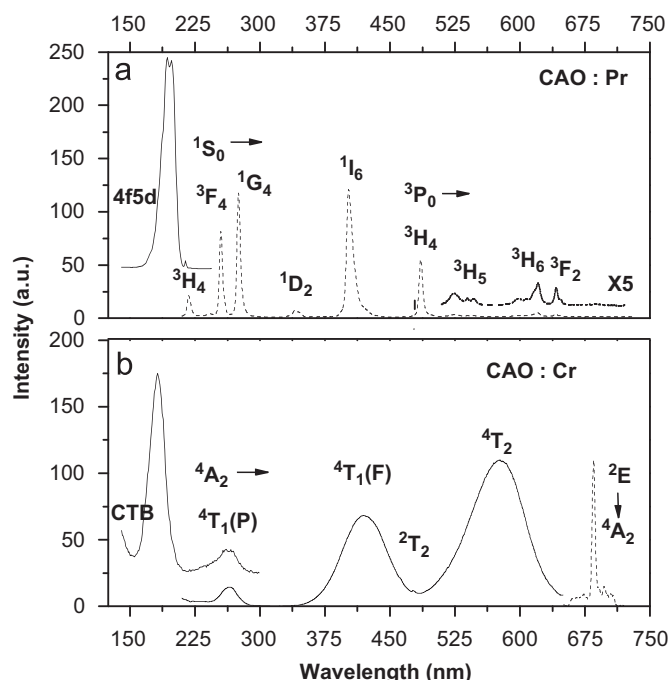 150 225 300 375 450 525 600 675 750
250
a
CAO : Pr
200
¹S₀ →
150
¹I₆
4f5d
³F₄
¹G₄
³P₀ →
100
³H₄
50
³H₄
¹D₂
³H₅
³H₆
³F₂
X5
0
Intensity (a.u.)
200
b
CAO : Cr
150
⁴T₂
⁴A₂ →
⁴T₁(F)
²E
100
CTB
⁴T₁(P)
²T₂
↓
⁴A₂
50
0
150 225 300 375 450 525 600 675 750
Wavelength (nm)